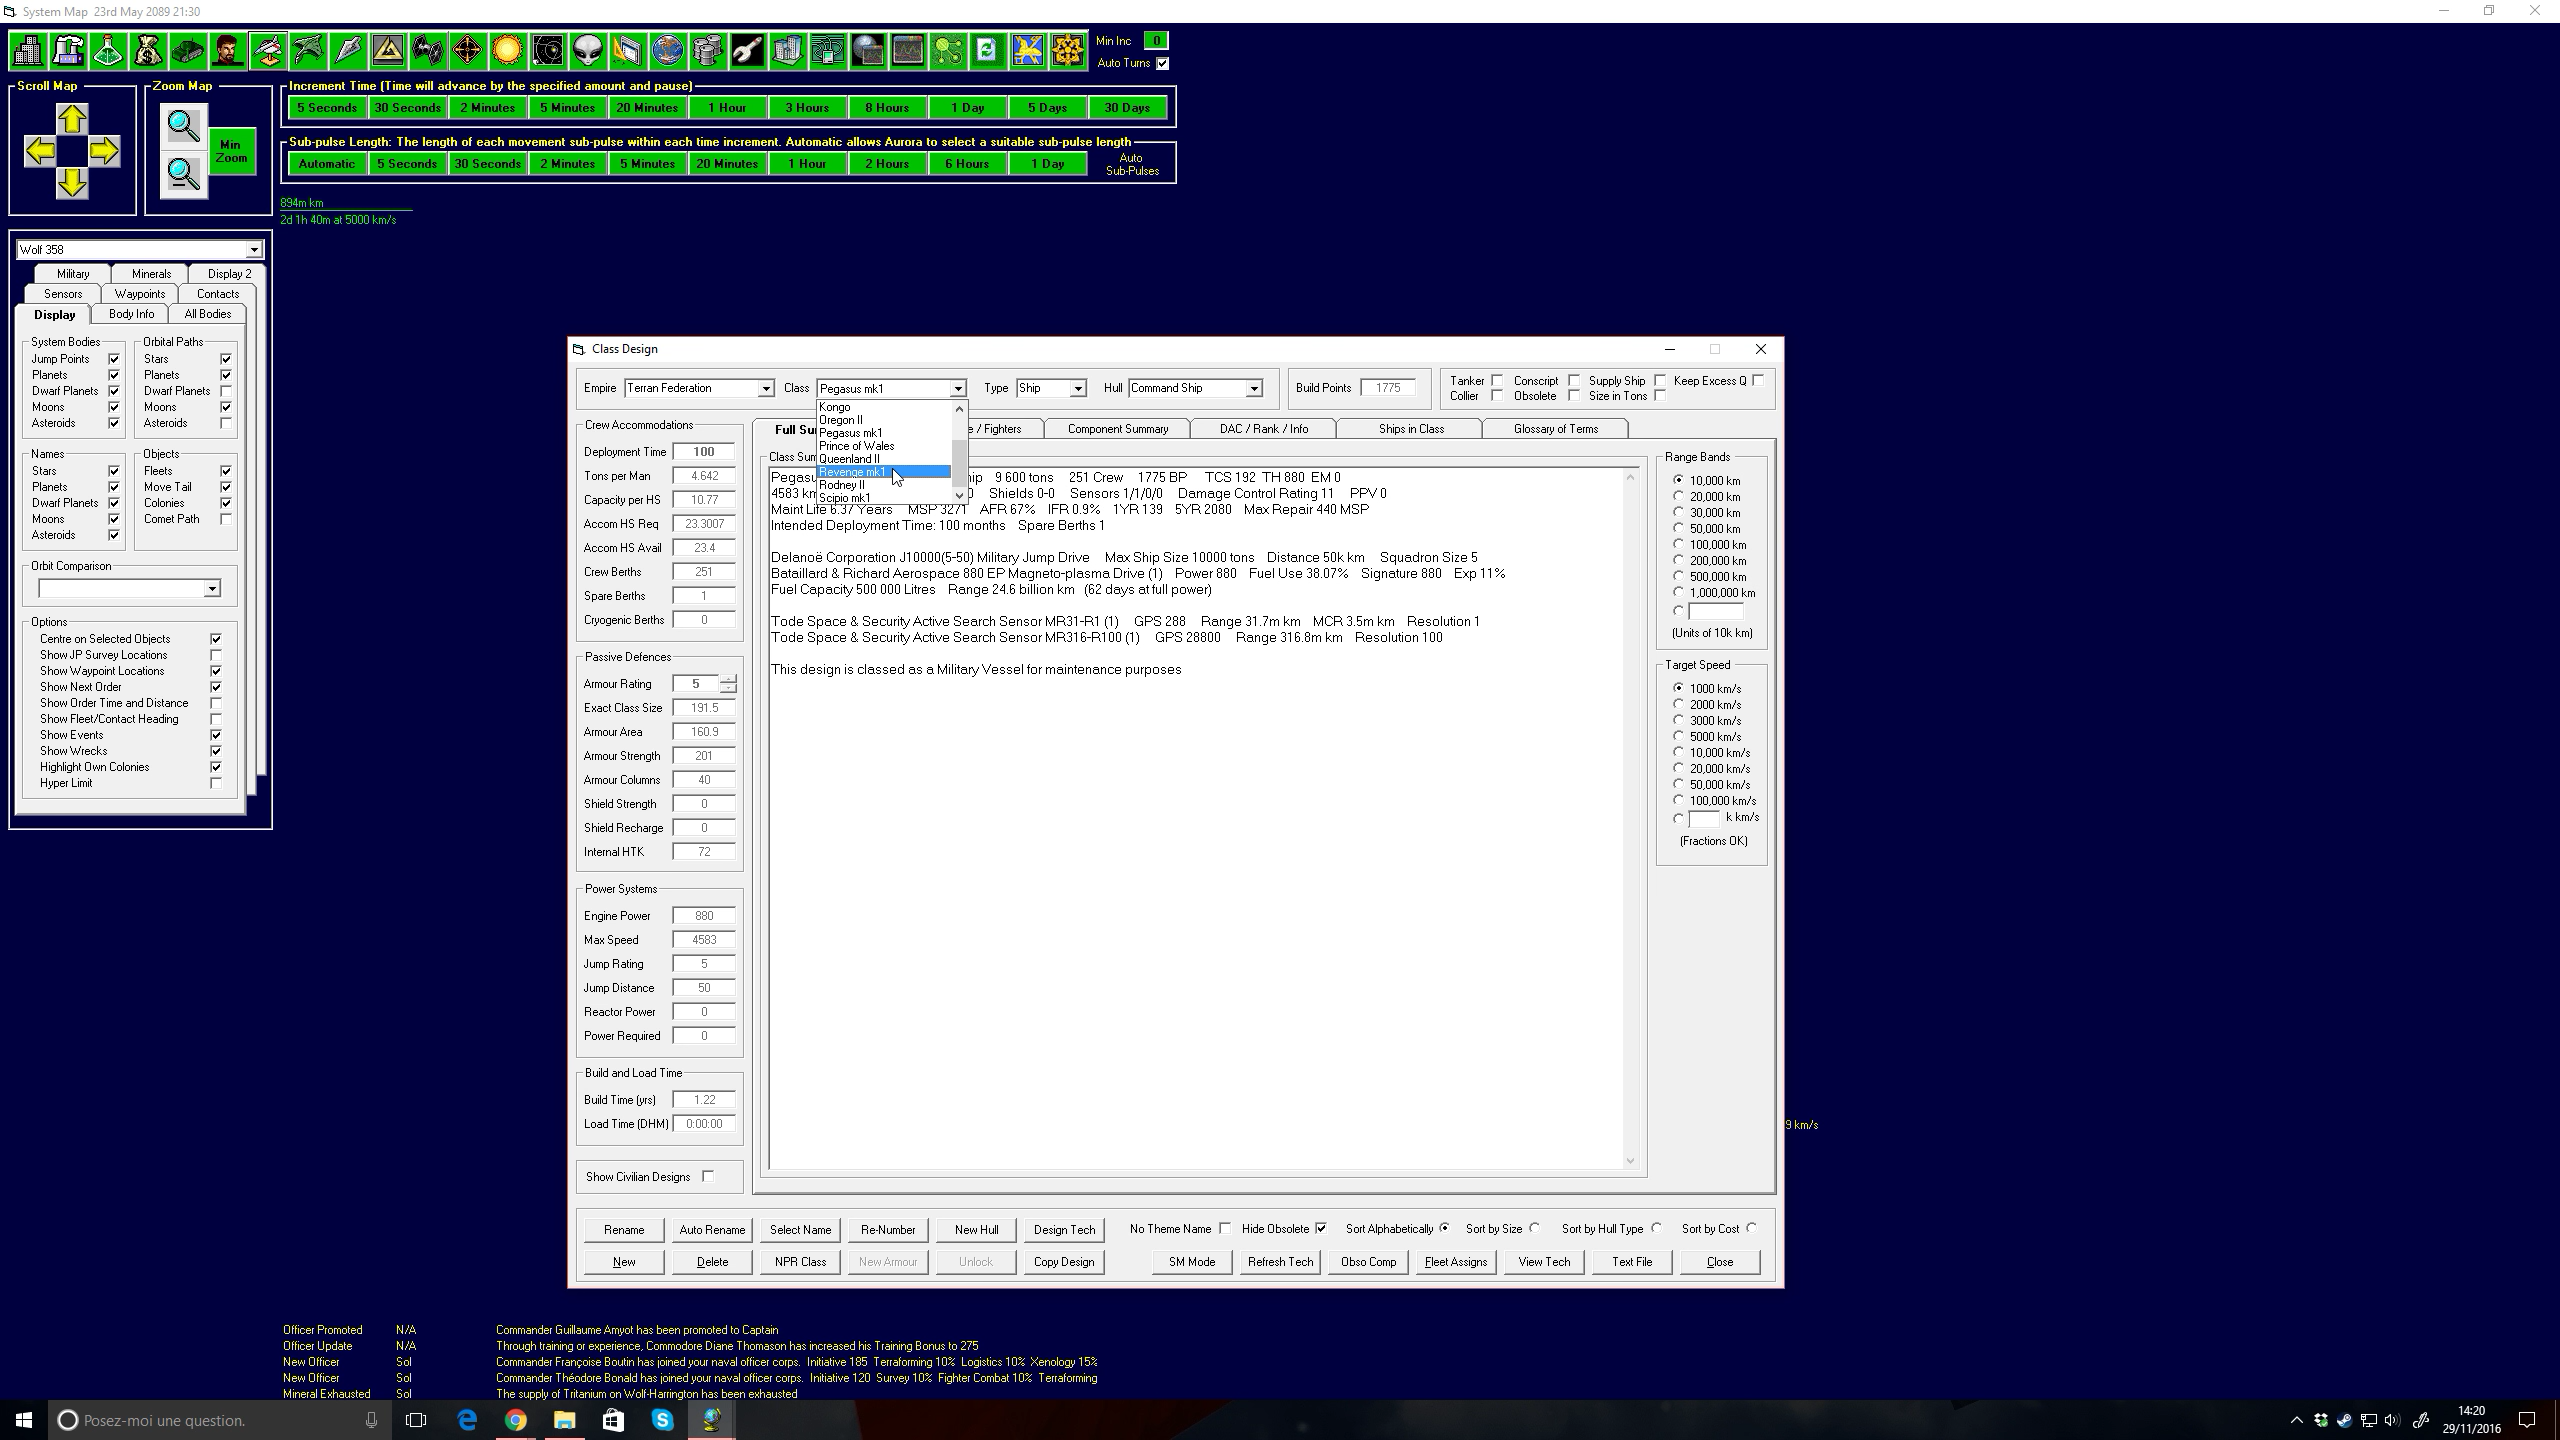 System Map  23rd May 2089 21:30
Min Inc 0
Auto Turns
Scroll Map
Zoom Map
Min Zoom
Increment Time (Time will advance by the specified amount and pause)
5 Seconds 30 Seconds 2 Minutes 5 Minutes 20 Minutes 1 Hour 3 Hours 8 Hours 1 Day 5 Days 30 Days
Sub-pulse Length: The length of each movement sub-pulse within each time increment. Automatic allows Aurora to select a suitable sub-pulse length
Automatic 5 Seconds 30 Seconds 2 Minutes 5 Minutes 20 Minutes 1 Hour 2 Hours 6 Hours 1 Day
Auto Sub-Pulses
894m km
2d 1h 40m at 5000 km/s
Wolf 358
Military Minerals Display 2
Sensors Waypoints Contacts
Display Body Info All Bodies
System Bodies Orbital Paths
Jump Points Stars
Planets Planets
Dwarf Planets Dwarf Planets
Moons Moons
Asteroids Asteroids
Names Objects
Stars Fleets
Planets Move Tail
Dwarf Planets Colonies
Moons Comet Path
Asteroids
Orbit Comparison
Options
Centre on Selected Objects
Show JP Survey Locations
Show Waypoint Locations
Show Next Order
Show Order Time and Distance
Show Fleet/Contact Heading
Show Events
Show Wrecks
Highlight Own Colonies
Hyper Limit
Class Design
Empire Terran Federation Class Pegasus mk1 Type Ship Hull Command Ship Build Points 1775
Tanker Conscript Supply Ship Keep Excess Q
Collier Obsolete Size in Tons
Kongo
Oregon II
Pegasus mk1
Prince of Wales
Queenland II
Revenge mk1
Rodney II
Scipio mk1
Crew Accommodations
Deployment Time 100
Tons per Man 4.642
Capacity per HS 10.77
Accom HS Req 23.3007
Accom HS Avail 23.4
Crew Berths 251
Spare Berths 1
Cryogenic Berths 0
Passive Defences
Armour Rating 5
Exact Class Size 191.5
Armour Area 160.9
Armour Strength 201
Armour Columns 40
Shield Strength 0
Shield Recharge 0
Internal HTK 72
Power Systems
Engine Power 880
Max Speed 4583
Jump Rating 5
Jump Distance 50
Reactor Power 0
Power Required 0
Build and Load Time
Build Time (yrs) 1.22
Load Time (DHM) 0:00:00
Show Civilian Designs
Full Su / Fighters Component Summary DAC / Rank / Info Ships in Class Glossary of Terms
Class Sum
Pegasu hip 9 600 tons 251 Crew 1775 BP TCS 192 TH 880 EM 0
4583 km 0 Shields 0-0 Sensors 1/1/0/0 Damage Control Rating 11 PPV 0
Maint Life 6.37 Years MSP 3271 AFR 67% IFR 0.9% 1YR 139 5YR 2080 Max Repair 440 MSP
Intended Deployment Time: 100 months Spare Berths 1
Delanoë Corporation J10000(5-50) Military Jump Drive Max Ship Size 10000 tons Distance 50k km Squadron Size 5
Bataillard & Richard Aerospace 880 EP Magneto-plasma Drive (1) Power 880 Fuel Use 38.07% Signature 880 Exp 11%
Fuel Capacity 500 000 Litres Range 24.6 billion km (62 days at full power)
Tode Space & Security Active Search Sensor MR31-R1 (1) GPS 288 Range 31.7m km MCR 3.5m km Resolution 1
Tode Space & Security Active Search Sensor MR316-R100 (1) GPS 28800 Range 316.8m km Resolution 100
This design is classed as a Military Vessel for maintenance purposes
Range Bands
10,000 km
20,000 km
30,000 km
50,000 km
100,000 km
200,000 km
500,000 km
1,000,000 km
(Units of 10k km)
Target Speed
1000 km/s
2000 km/s
3000 km/s
5000 km/s
10,000 km/s
20,000 km/s
50,000 km/s
100,000 km/s
k km/s
(Fractions OK)
9 km/s
Rename Auto Rename Select Name Re-Number New Hull Design Tech No Theme Name Hide Obsolete Sort Alphabetically Sort by Size Sort by Hull Type Sort by Cost
New Delete NPR Class New Armour Unlock Copy Design SM Mode Refresh Tech Obso Comp Fleet Assigns View Tech Text File Close
Officer Promoted N/A Commander Guillaume Amyot has been promoted to Captain
Officer Update N/A Through training or experience, Commodore Diane Thomason has increased his Training Bonus to 275
New Officer Sol Commander Françoise Boutin has joined your naval officer corps. Initiative 185 Terraforming 10% Logistics 10% Xenology 15%
New Officer Sol Commander Théodore Bonald has joined your naval officer corps. Initiative 120 Survey 10% Fighter Combat 10% Terraforming
Mineral Exhausted Sol The supply of Tritanium on Wolf-Harrington has been exhausted
Posez-moi une question.
14:20
29/11/2016